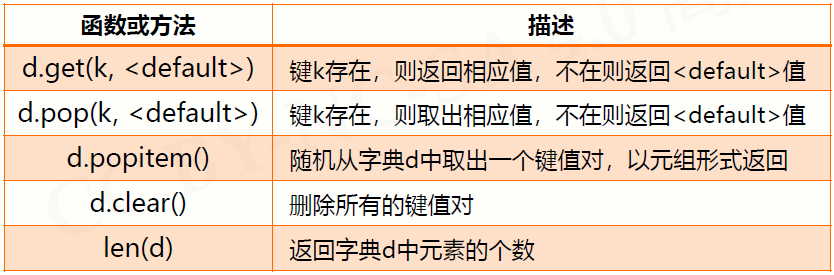 函数或方法 描述
d.get(k, <default>) 键k存在，则返回相应值，不在则返回<default>值
d.pop(k, <default>) 键k存在，则取出相应值，不在则返回<default>值
d.popitem() 随机从字典d中取出一个键值对，以元组形式返回
d.clear() 删除所有的键值对
len(d) 返回字典d中元素的个数